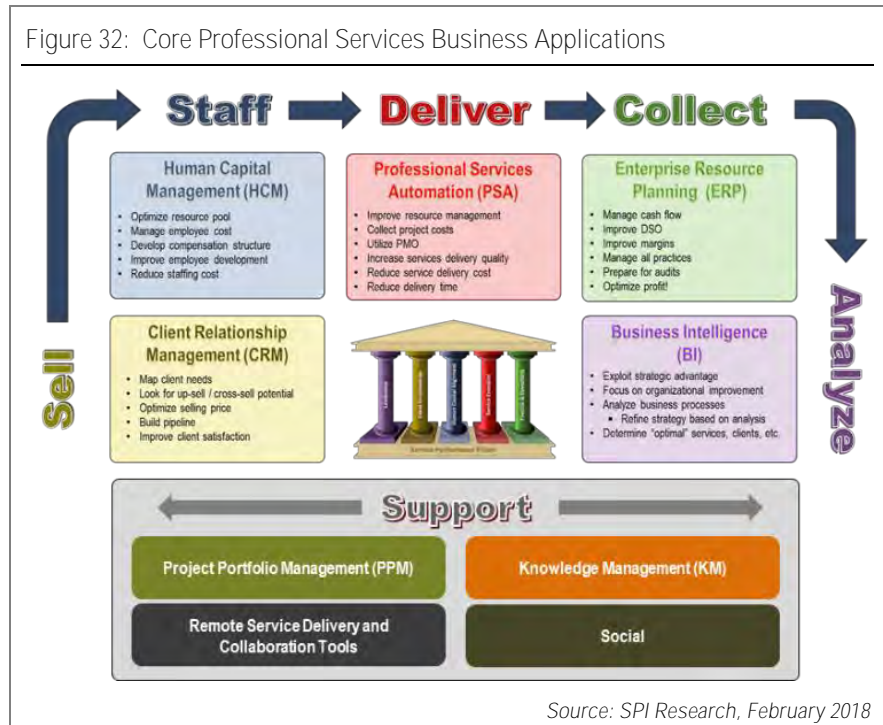 Figure 32: Core Professional Services Business Applications
Sell
Staff
Deliver
Collect
Analyze
Human Capital
Management (HCM)
• Optimize resource pool
• Manage employee cost
• Develop compensation structure
• Improve employee development
• Reduce staffing cost
Professional Services
Automation (PSA)
• Improve resource management
• Collect project costs
• Utilize PMO
• Increase services delivery quality
• Reduce service delivery cost
• Reduce delivery time
Enterprise Resource
Planning (ERP)
• Manage cash flow
• Improve DSO
• Improve margins
• Manage all practices
• Prepare for audits
• Optimize profit!
Client Relationship
Management (CRM)
• Map client needs
• Look for up-sell / cross-sell potential
• Optimize selling price
• Build pipeline
• Improve client satisfaction
Business Intelligence
(BI)
• Exploit strategic advantage
• Focus on organizational improvement
• Analyze business processes
▪ Refine strategy based on analysis
• Determine "optimal" services, clients, etc.
Support
Project Portfolio Management (PPM)
Knowledge Management (KM)
Remote Service Delivery and
Collaboration Tools
Social
Source: SPI Research, February 2018